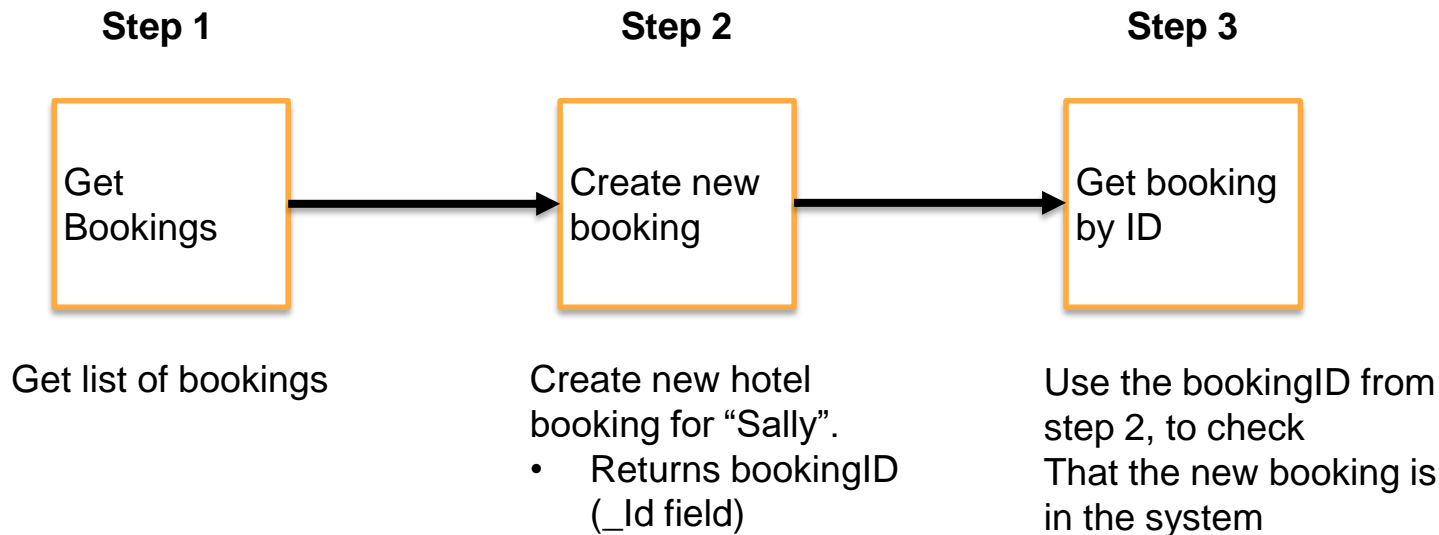 Step 1
Step 2
Step 3
Get
Bookings
Create new
booking
Get booking
by ID
Get list of bookings
Create new hotel
booking for “Sally”.
• Returns bookingID
(_Id field)
Use the bookingID from
step 2, to check
That the new booking is
in the system